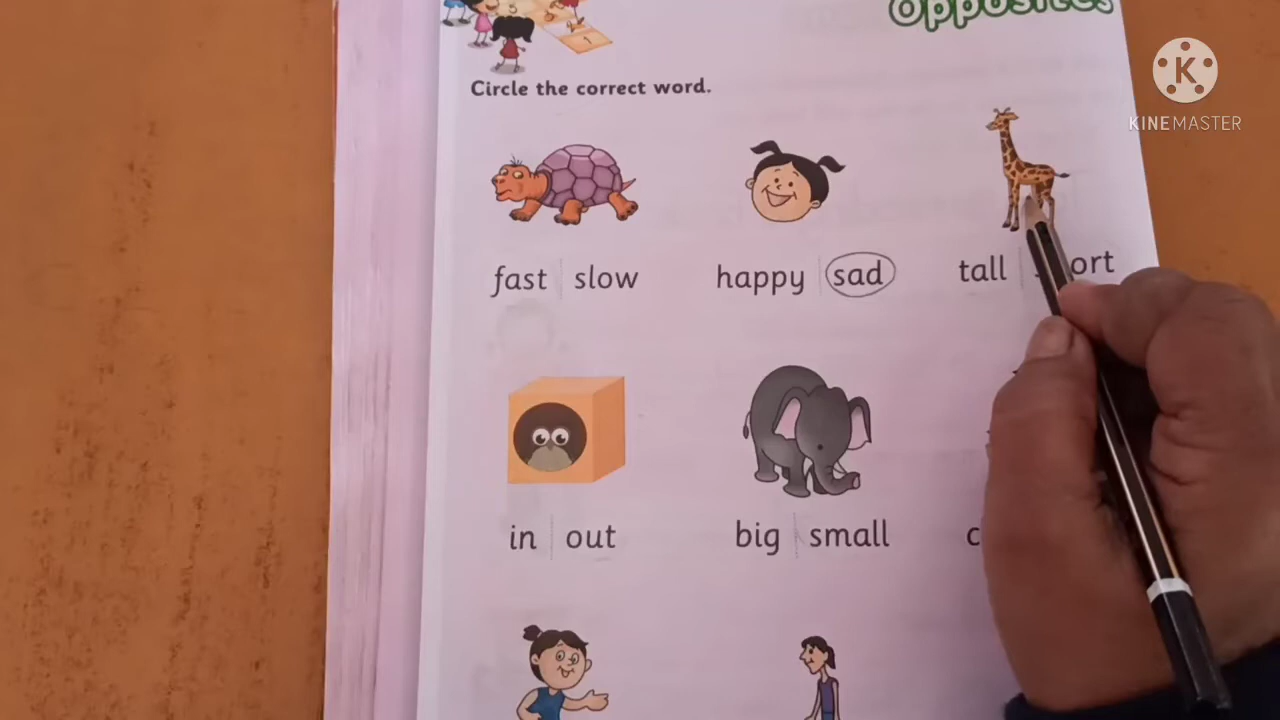 Opposites
Circle the correct word.
fast slow
happy sad
tall
in out
big small
KINEMASTER